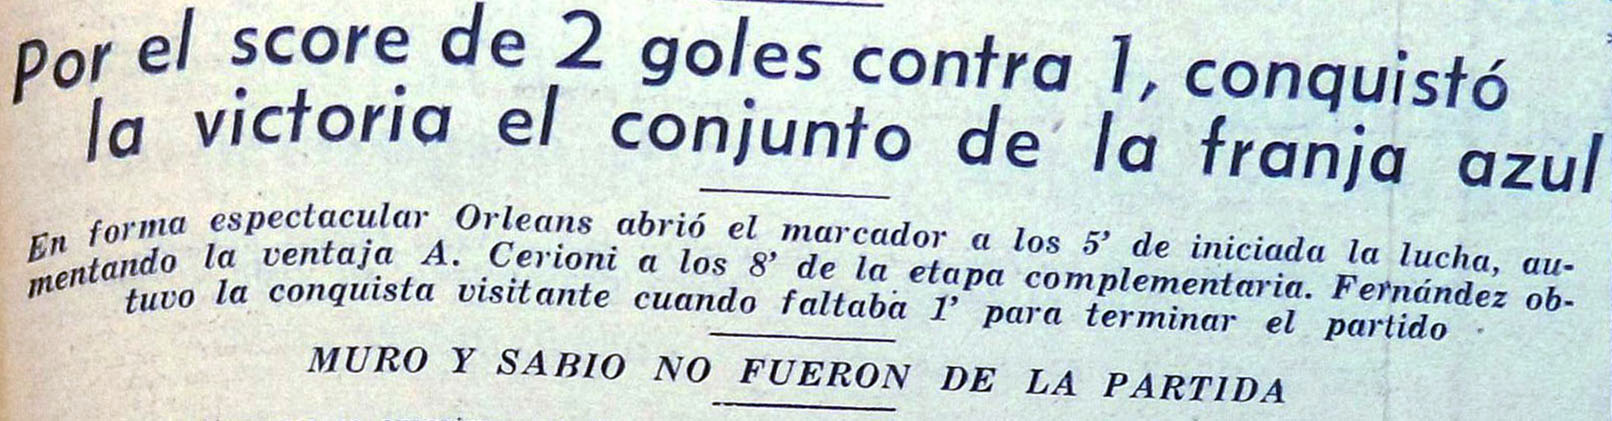 Por el score de 2 goles contra 1, conquistó
la victoria el conjunto de la franja azul
En forma espectacular Orleans abrió el marcador a los 5' de iniciada la lucha, au-
mentando la ventaja A. Cerioni a los 8' de la etapa complementaria. Fernández ob-
tuvo la conquista visitante cuando faltaba 1' para terminar el partido
MURO Y SABIO NO FUERON DE LA PARTIDA